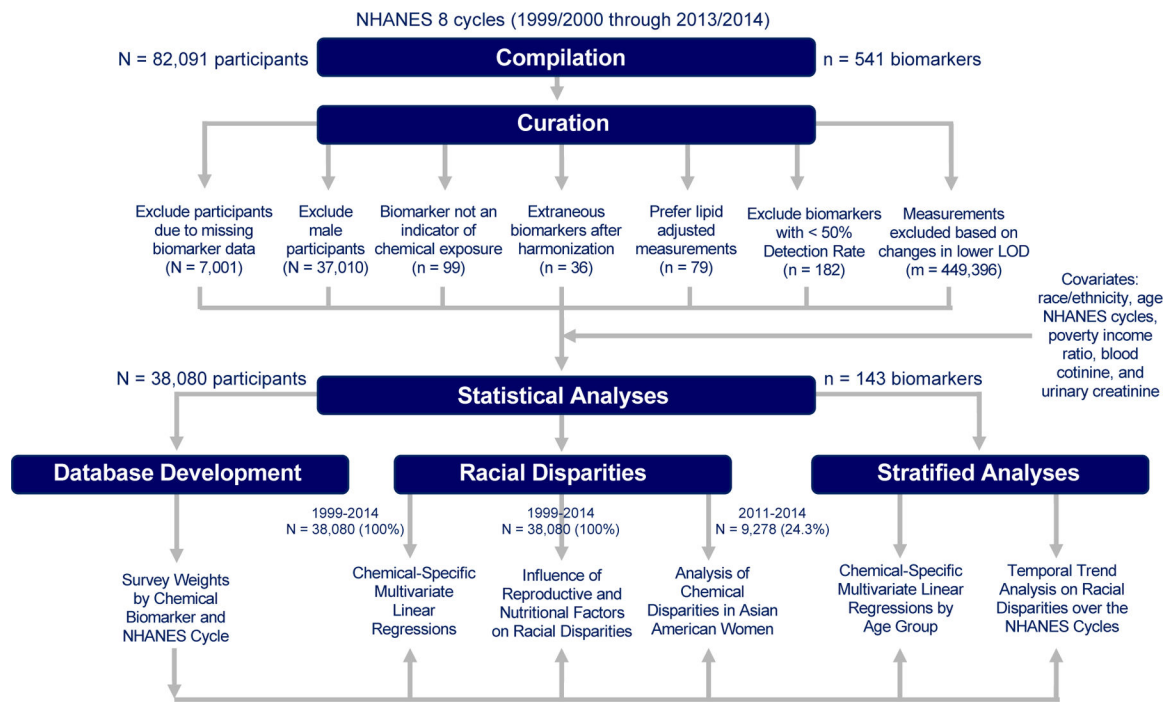 NHANES 8 cycles (1999/2000 through 2013/2014)
N = 82,091 participants
Compilation
n = 541 biomarkers
Curation
Exclude participants
due to missing
biomarker data
(N = 7,001)
Exclude
male
participants
(N = 37,010)
Biomarker not an
indicator of
chemical exposure
(n = 99)
Extraneous
biomarkers after
harmonization
(n = 36)
Prefer lipid
adjusted
measurements
(n = 79)
Exclude biomarkers
with < 50%
Detection Rate
(n = 182)
Measurements
excluded based on
changes in lower LOD
(m = 449,396)
Covariates:
race/ethnicity, age
NHANES cycles,
poverty income
ratio, blood
cotinine, and
urinary creatinine
N = 38,080 participants
Statistical Analyses
n = 143 biomarkers
Database Development
Racial Disparities
Stratified Analyses
1999-2014
N = 38,080 (100%)
1999-2014
N = 38,080 (100%)
2011-2014
N = 9,278 (24.3%)
Survey Weights
by Chemical
Biomarker and
NHANES Cycle
Chemical-Specific
Multivariate
Linear
Regressions
Influence of
Reproductive and
Nutritional Factors
on Racial Disparities
Analysis of
Chemical
Disparities in Asian
American Women
Chemical-Specific
Multivariate Linear
Regressions by
Age Group
Temporal Trend
Analysis on Racial
Disparities over the
NHANES Cycles